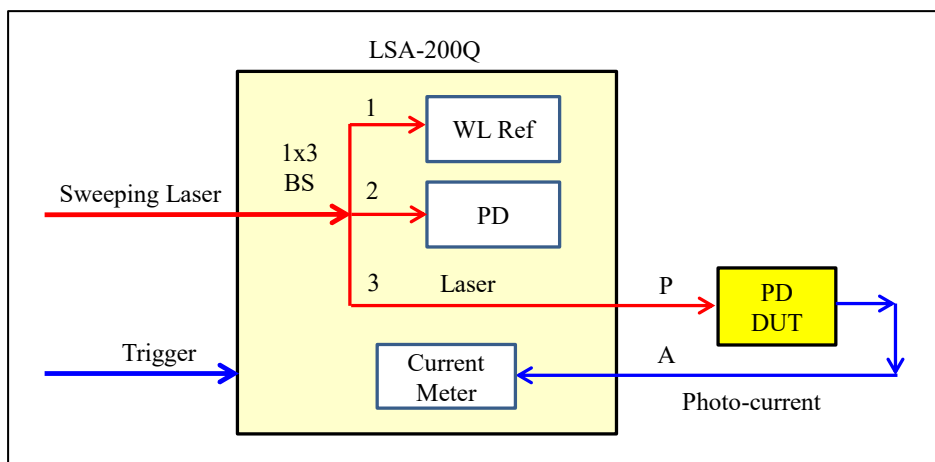 LSA-200Q
1
WL Ref
1x3
BS
Sweeping Laser
2
PD
3
Laser
P
PD
DUT
Trigger
Current
Meter
A
Photo-current